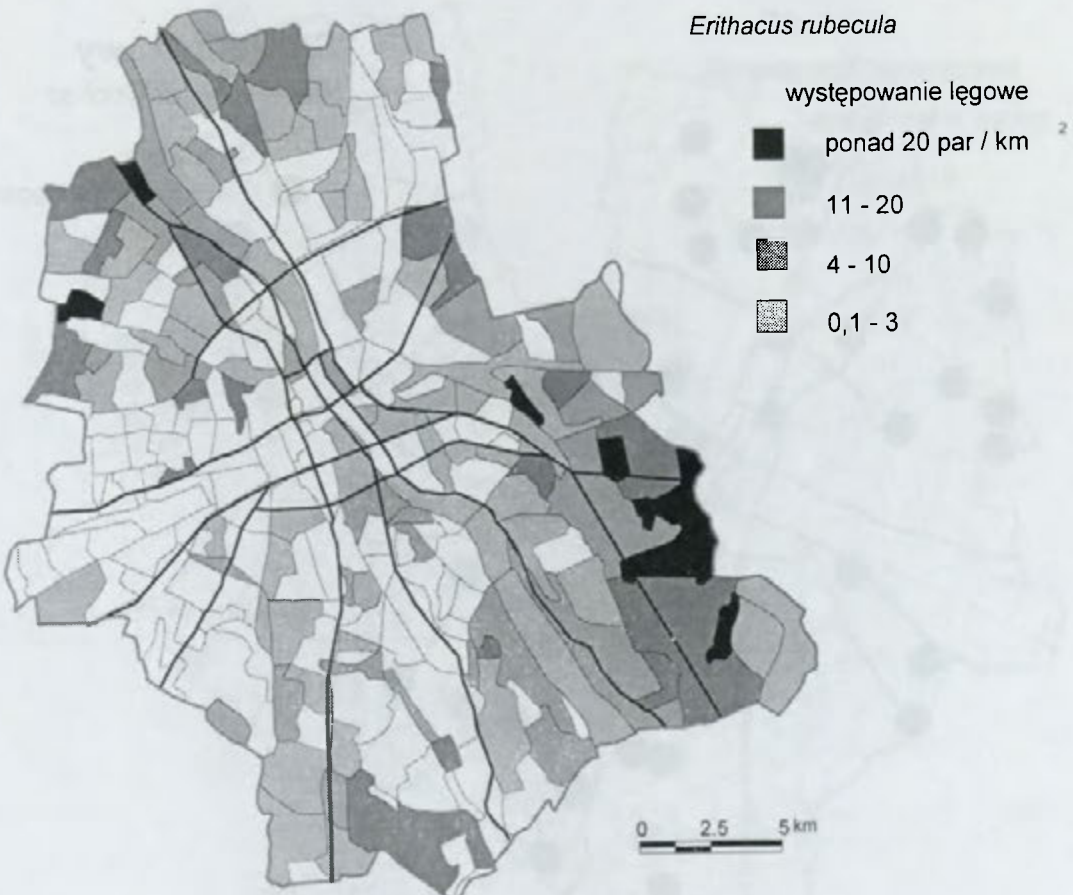 Erithacus rubecula
występowanie lęgowe
ponad 20 par / km 2
11 - 20
4 - 10
0,1 - 3
0 2.5 5 km